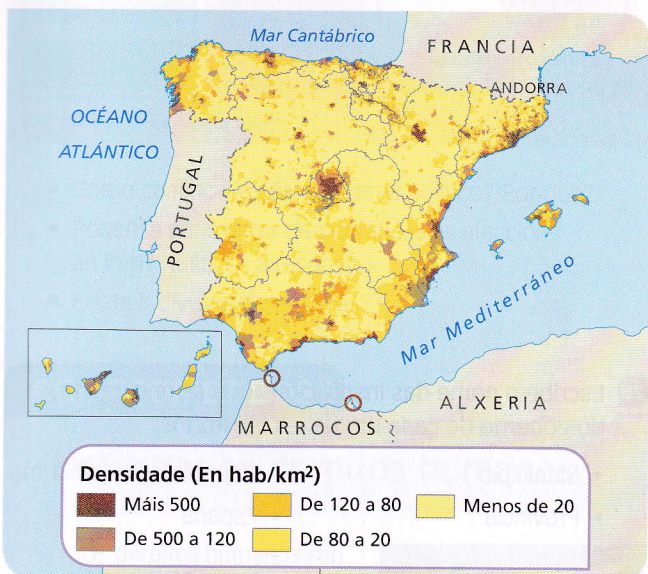 Mar Cantábrico
FRANCIA
ANDORRA
OCÉANO
ATLÁNTICO
PORTUGAL
Mar Mediterráneo
ALXERIA
MARROCOS
Densidade (En hab/km²)
Máis 500
De 120 a 80
Menos de 20
De 500 a 120
De 80 a 20